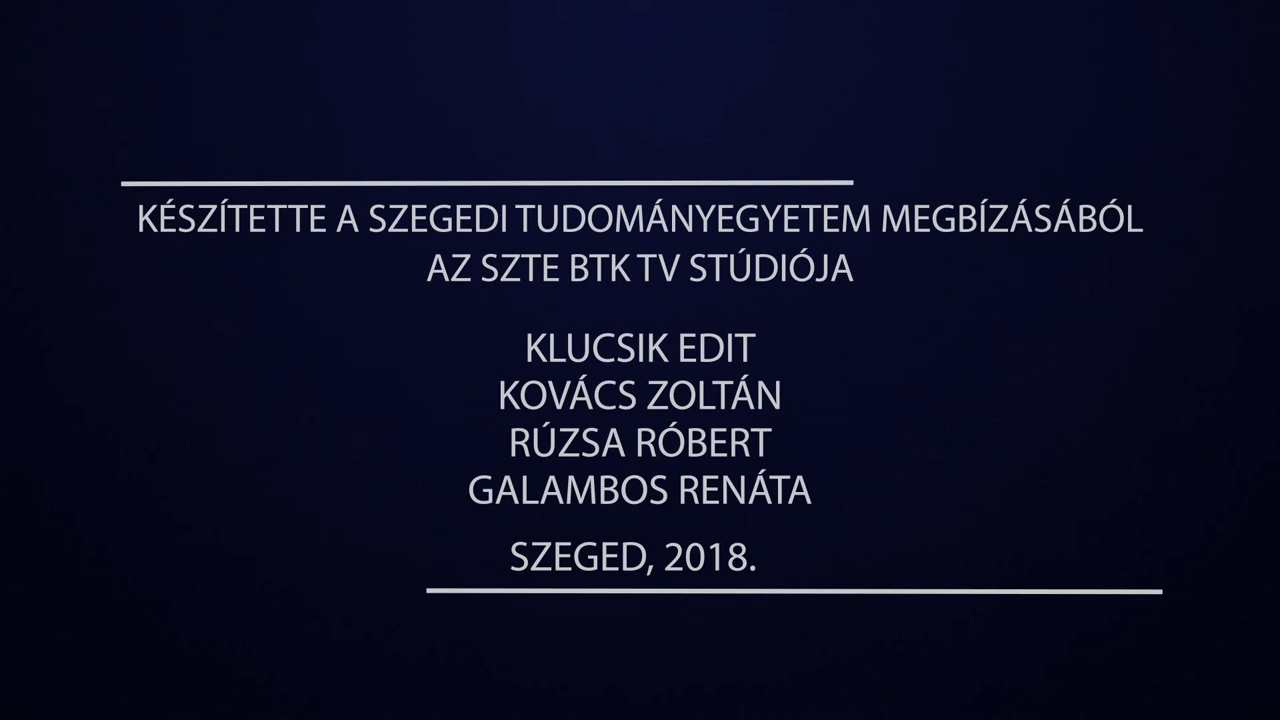 KÉSZÍTETTE A SZEGEDI TUDOMÁNYEGYETEM MEGBÍZÁSÁBÓL
AZ SZTE BTK TV STÚDIÓJA
KLUCSIK EDIT
KOVÁCS ZOLTÁN
RÚZSA RÓBERT
GALAMBOS RENÁTA
SZEGED, 2018.